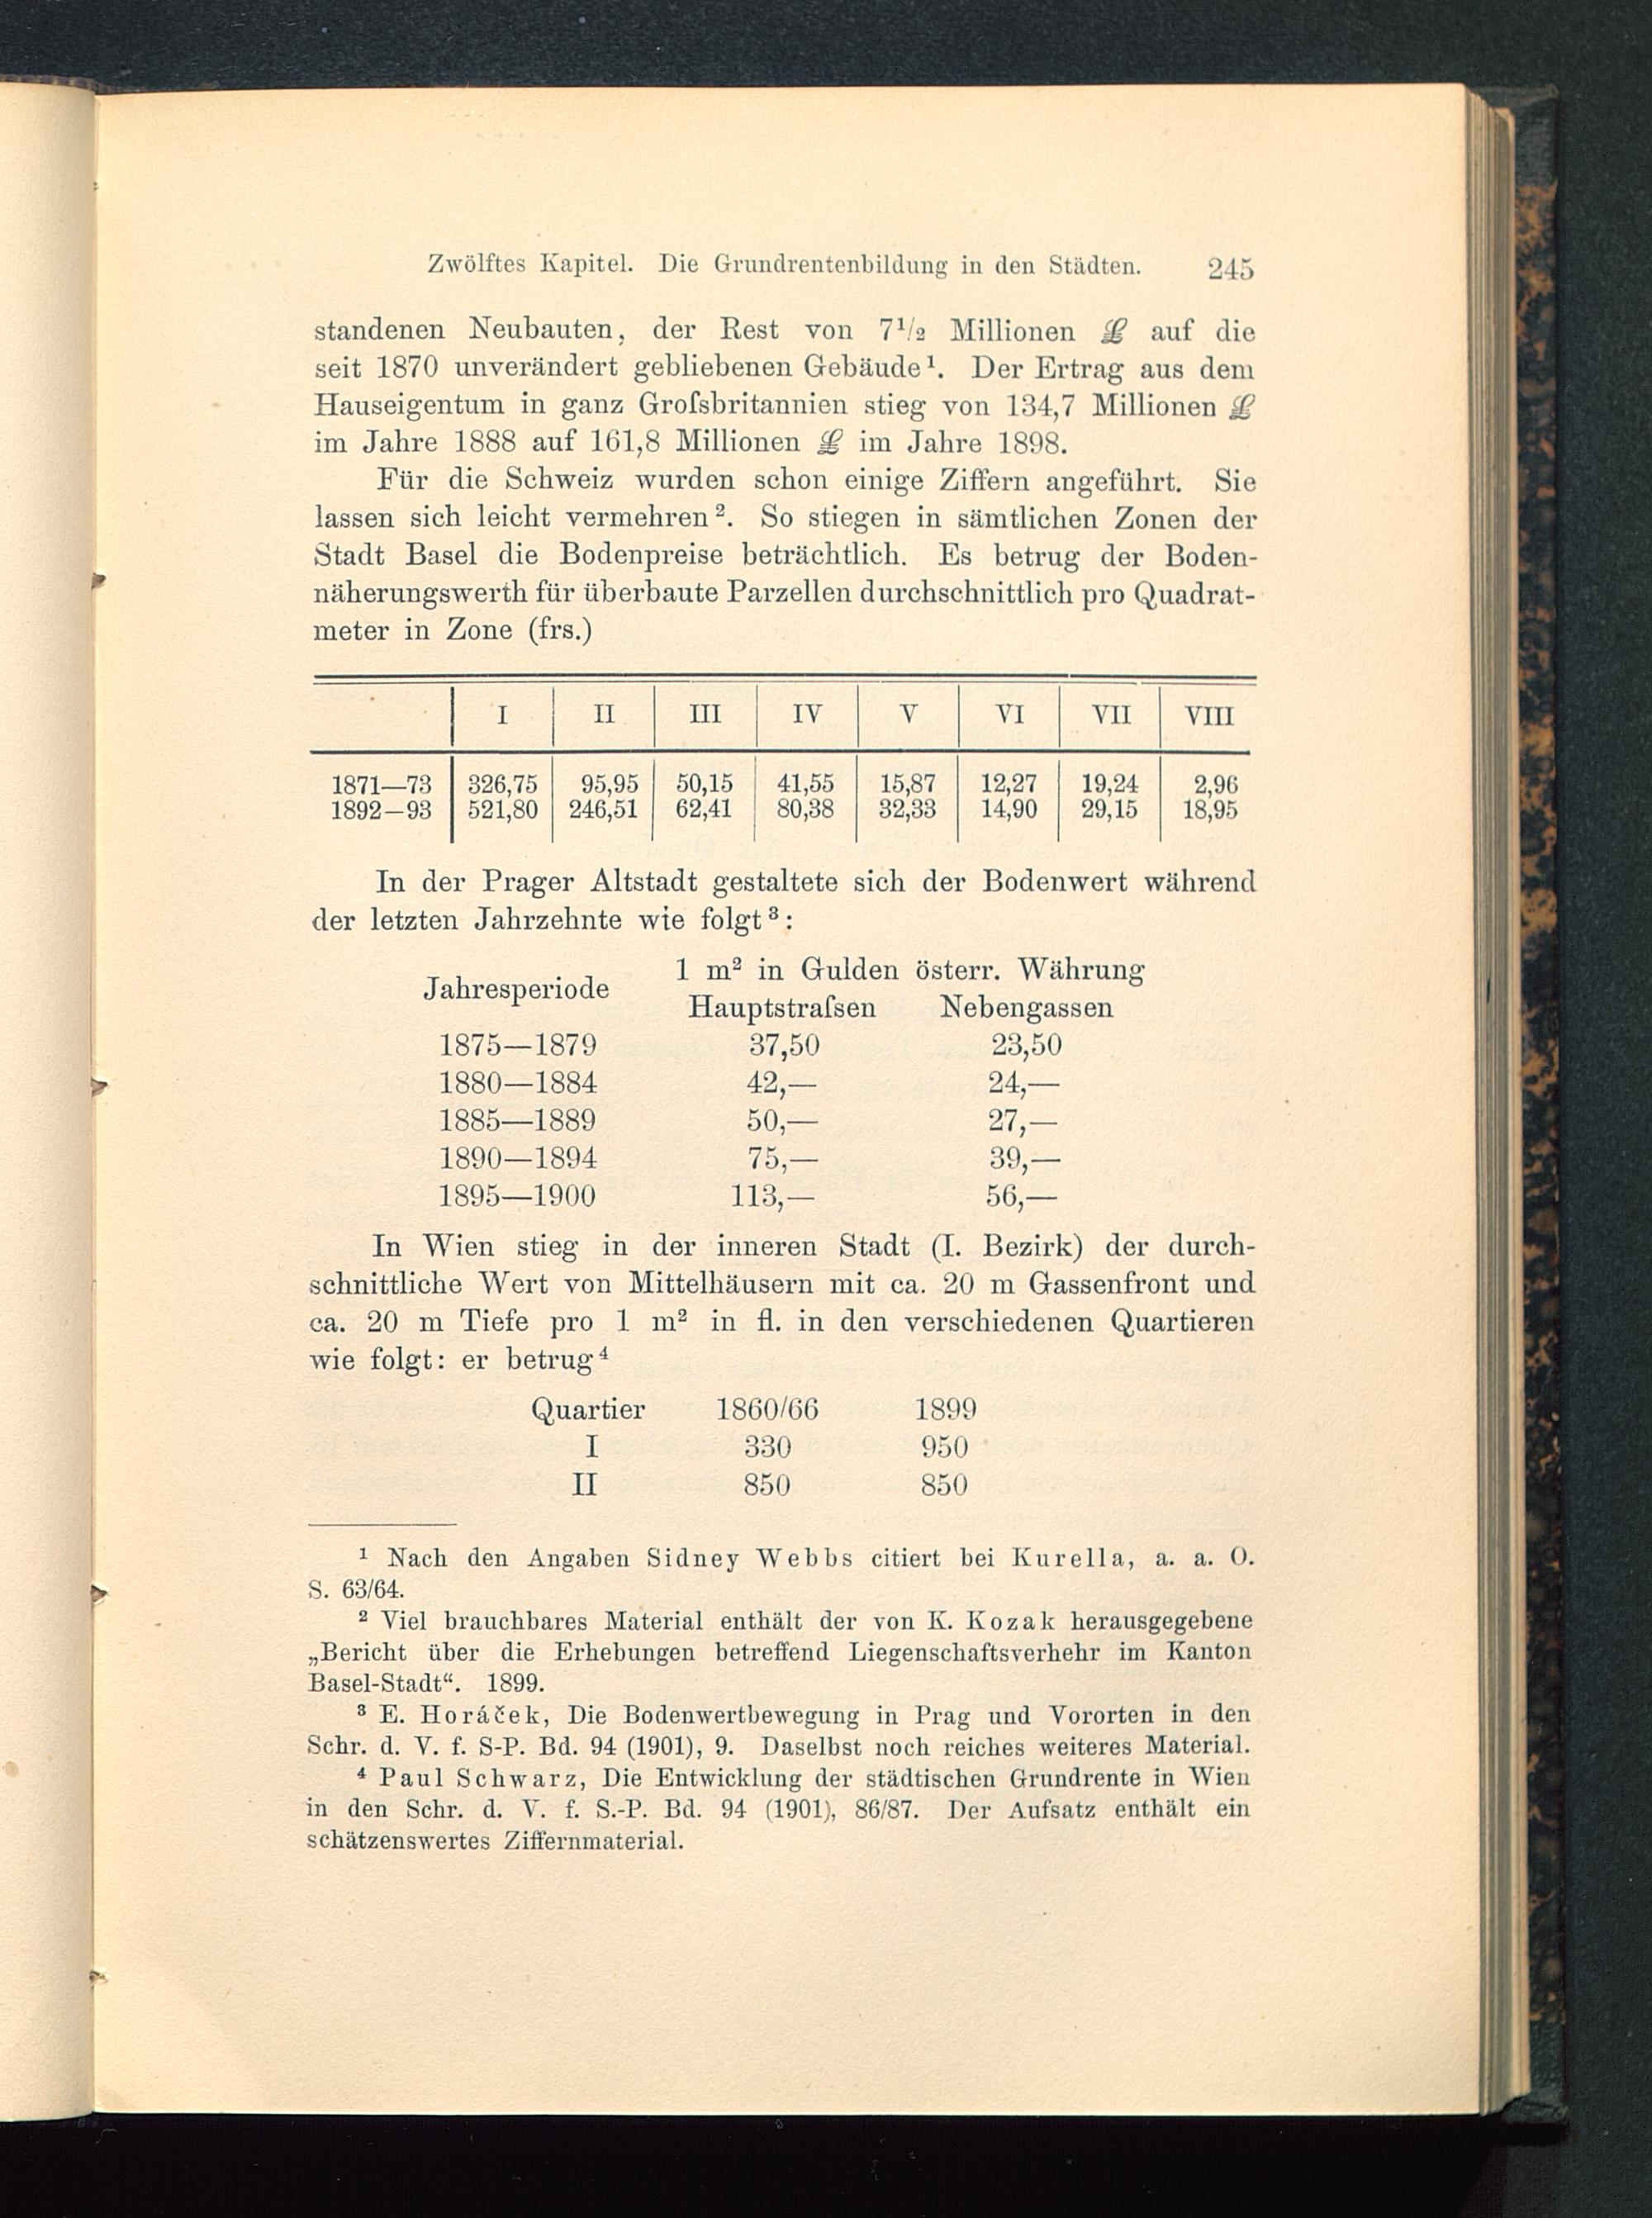 Zwölftes Kapitel. Die Grundrentenbildung in den Städten. 245
standenen Neubauten, der Rest von 7¹/₂ Millionen ₤ auf die
seit 1870 unverändert gebliebenen Gebäude¹. Der Ertrag aus dem
Hauseigentum in ganz Groſsbritannien stieg von 134,7 Millionen ₤
im Jahre 1888 auf 161,8 Millionen ₤ im Jahre 1898.
Für die Schweiz wurden schon einige Ziffern angeführt. Sie
lassen sich leicht vermehren². So stiegen in sämtlichen Zonen der
Stadt Basel die Bodenpreise beträchtlich. Es betrug der Boden-
näherungswerth für überbaute Parzellen durchschnittlich pro Quadrat-
meter in Zone (frs.)
I II III IV V VI VII VIII
1871—73 326,75 95,95 50,15 41,55 15,87 12,27 19,24 2,96
1892—93 521,80 246,51 62,41 80,38 32,33 14,90 29,15 18,95
In der Prager Altstadt gestaltete sich der Bodenwert während
der letzten Jahrzehnte wie folgt³:
1 m² in Gulden österr. Währung
Jahresperiode
Hauptstraſsen Nebengassen
1875—1879 37,50 23,50
1880—1884 42,— 24,—
1885—1889 50,— 27,—
1890—1894 75,— 39,—
1895—1900 113,— 56,—
In Wien stieg in der inneren Stadt (I. Bezirk) der durch-
schnittliche Wert von Mittelhäusern mit ca. 20 m Gassenfront und
ca. 20 m Tiefe pro 1 m² in fl. in den verschiedenen Quartieren
wie folgt: er betrug⁴
Quartier 1860/66 1899
I 330 950
II 850 850
¹ Nach den Angaben Sidney Webbs citiert bei Kurella, a. a. O.
S. 63/64.
² Viel brauchbares Material enthält der von K. Kozak herausgegebene
„Bericht über die Erhebungen betreffend Liegenschaftsverhehr im Kanton
Basel-Stadt“. 1899.
³ E. Horáček, Die Bodenwertbewegung in Prag und Vororten in den
Schr. d. V. f. S-P. Bd. 94 (1901), 9. Daselbst noch reiches weiteres Material.
⁴ Paul Schwarz, Die Entwicklung der städtischen Grundrente in Wien
in den Schr. d. V. f. S.-P. Bd. 94 (1901), 86/87. Der Aufsatz enthält ein
schätzenswertes Ziffernmaterial.